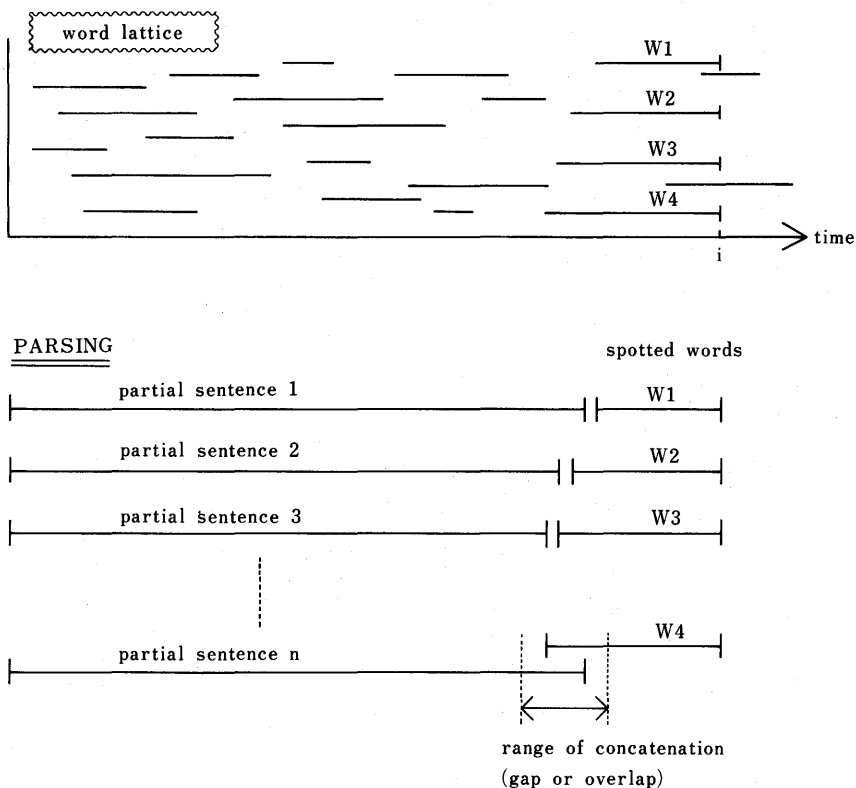 word lattice
W1
W2
W3
W4
time
i
PARSING
spotted words
partial sentence 1
W1
partial sentence 2
W2
partial sentence 3
W3
W4
partial sentence n
range of concatenation
(gap or overlap)